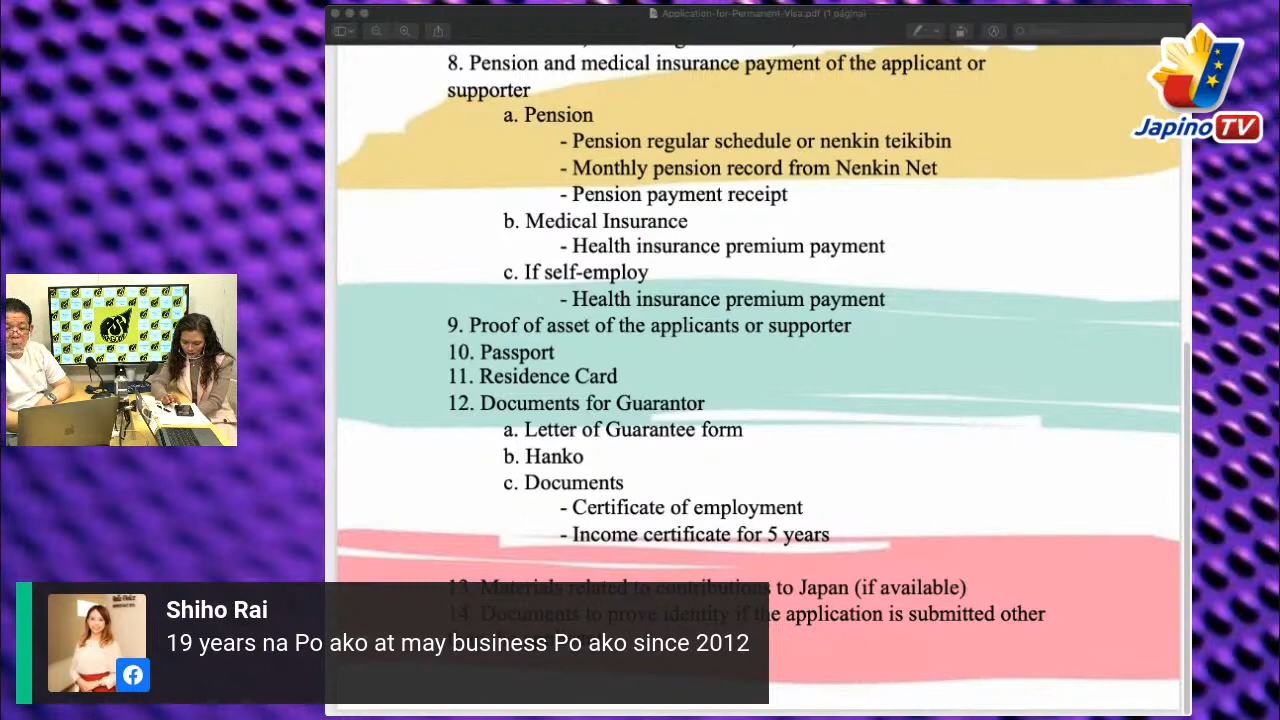 Application-for-Permanent-Visa.pdf (1 página)
8. Pension and medical insurance payment of the applicant or
supporter
a. Pension
- Pension regular schedule or nenkin teikibin
- Monthly pension record from Nenkin Net
- Pension payment receipt
b. Medical Insurance
- Health insurance premium payment
c. If self-employ
- Health insurance premium payment
9. Proof of asset of the applicants or supporter
10. Passport
11. Residence Card
12. Documents for Guarantor
a. Letter of Guarantee form
b. Hanko
c. Documents
- Certificate of employment
- Income certificate for 5 years
13. Materials related to contributions to Japan (if available)
14. Documents to prove identity if the application is submitted other
Japino TV
Shiho Rai
19 years na Po ako at may business Po ako since 2012